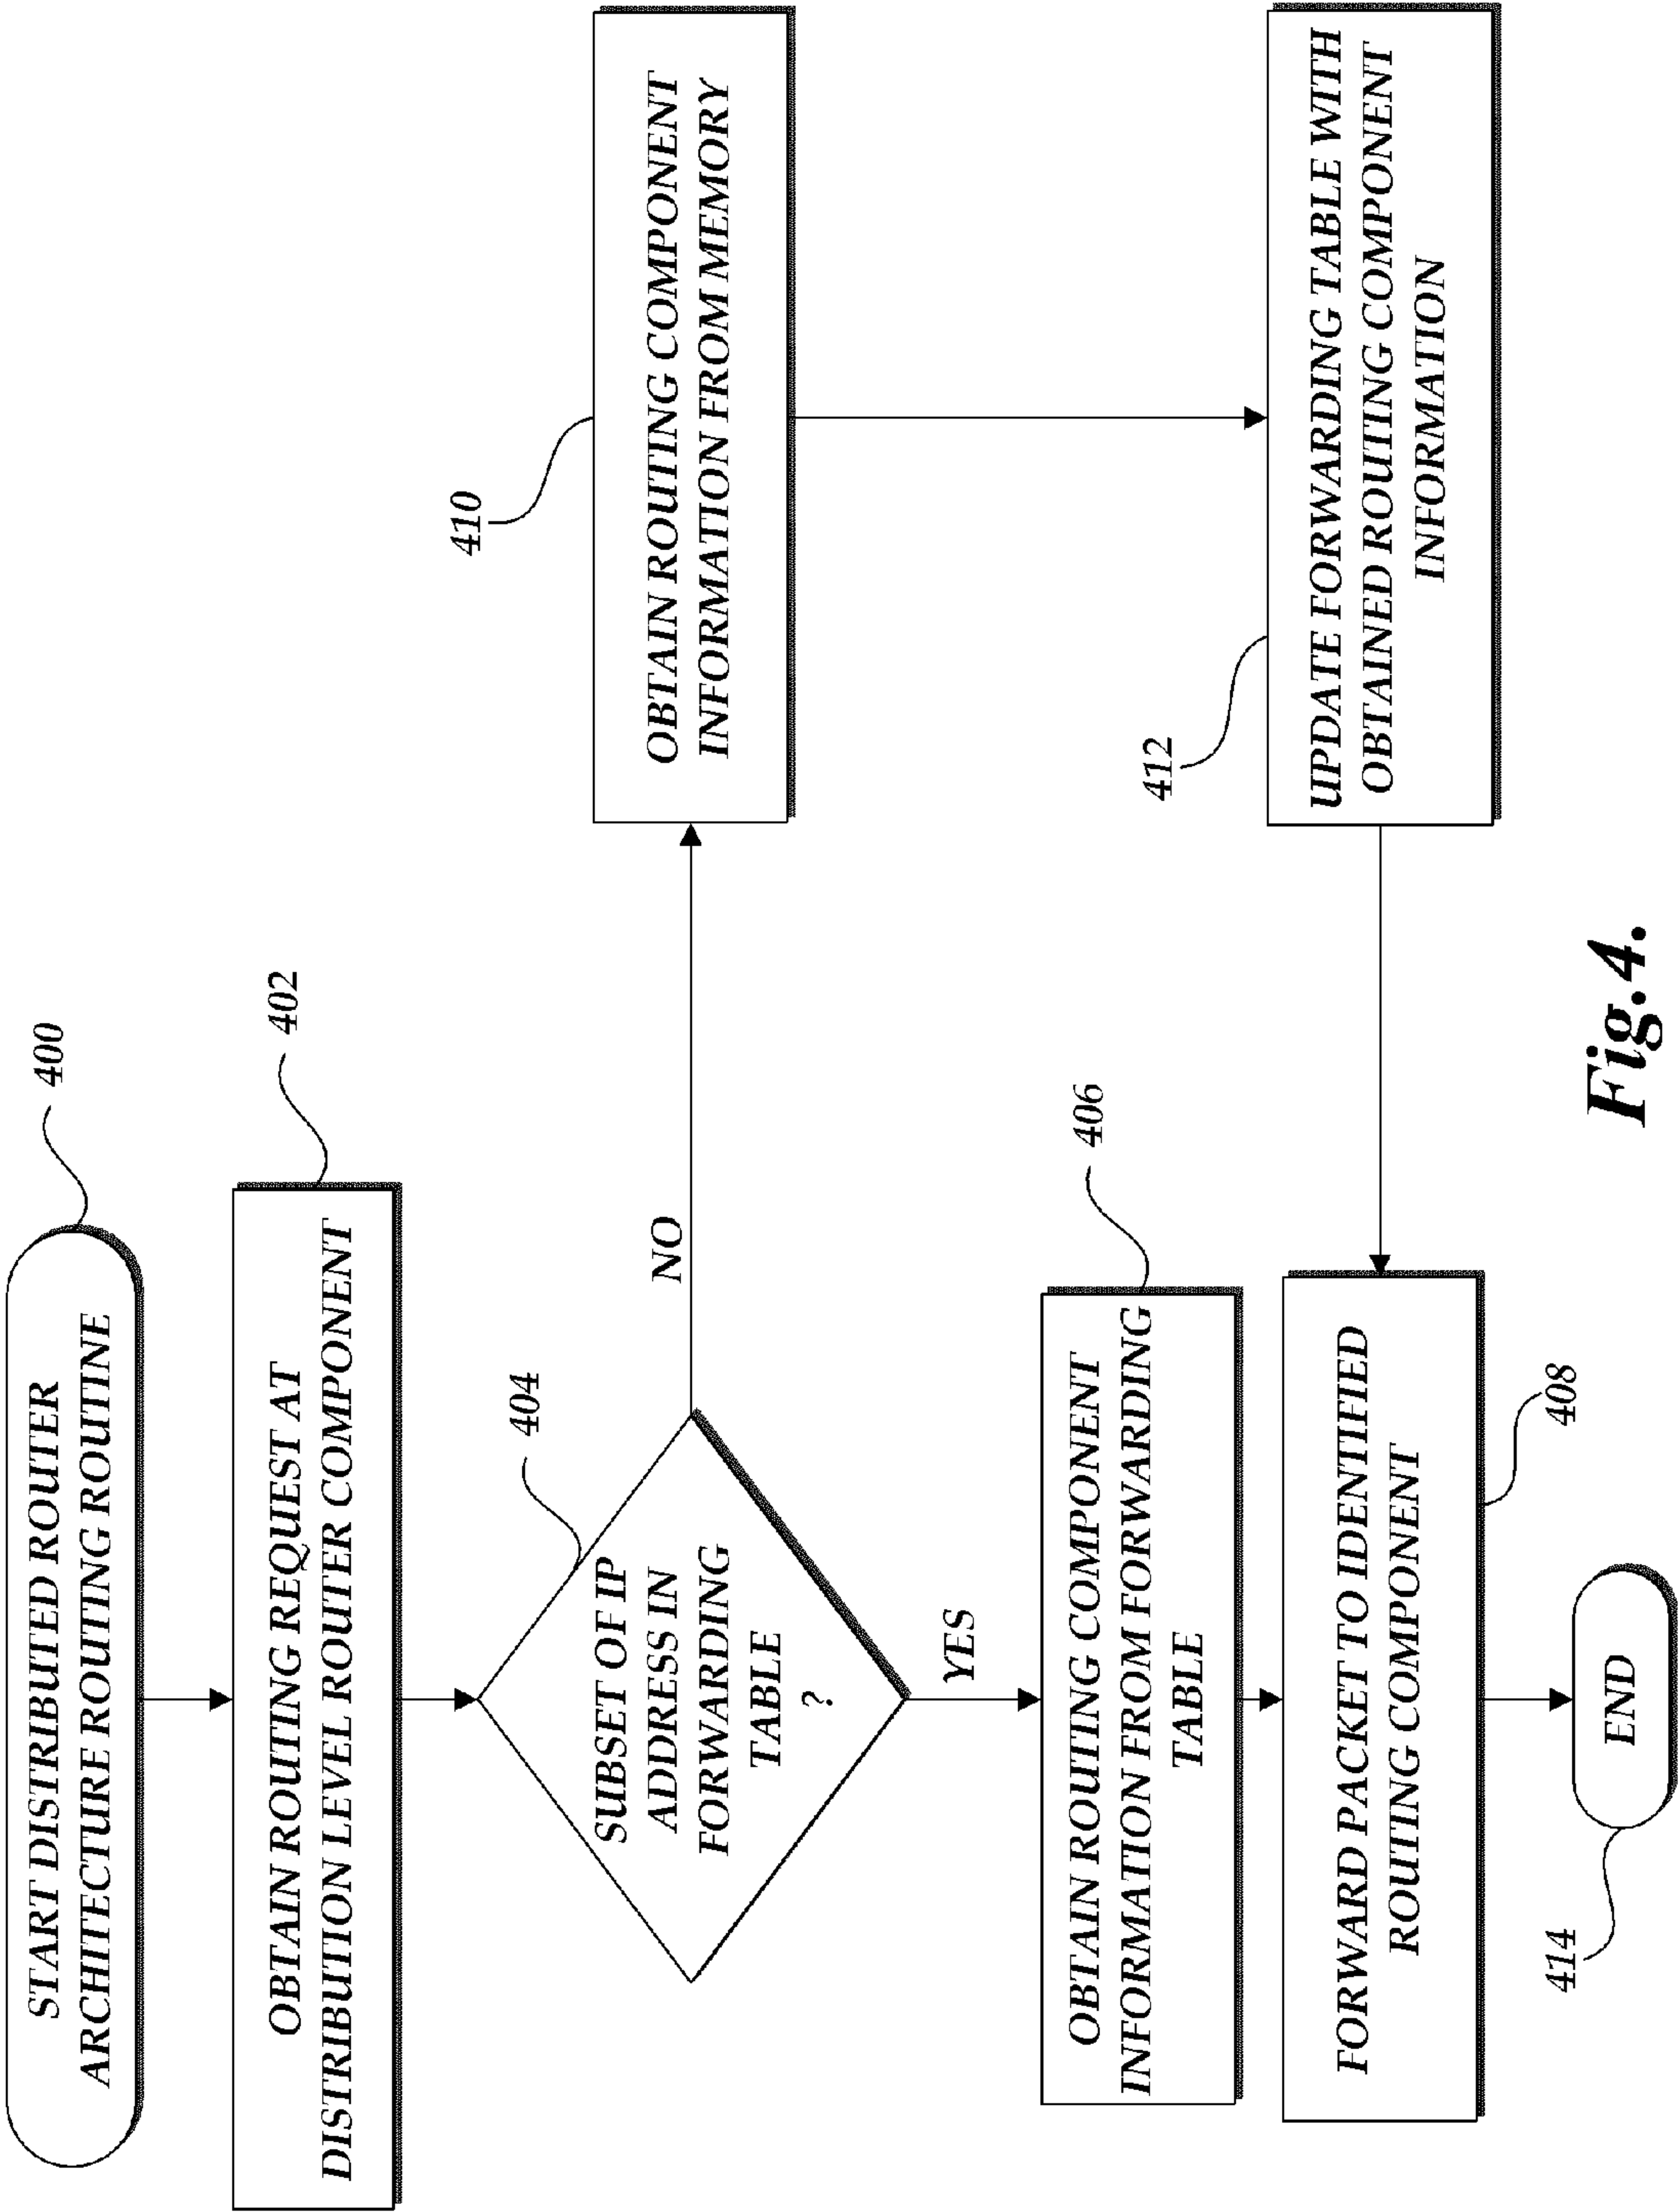 START DISTRIBUTED ROUTER
ARCHITECTURE ROUTING ROUTINE
400
OBTAIN ROUTING REQUEST AT
DISTRIBUTION LEVEL ROUTER COMPONENT
402
SUBSET OF IP
ADDRESS IN
FORWARDING
TABLE
?
404
NO
OBTAIN ROUTING COMPONENT
INFORMATION FROM MEMORY
410
YES
OBTAIN ROUTING COMPONENT
INFORMATION FROM FORWARDING
TABLE
406
UPDATE FORWARDING TABLE WITH
OBTAINED ROUTING COMPONENT
INFORMATION
412
FORWARD PACKET TO IDENTIFIED
ROUTING COMPONENT
408
END
414
Fig.4.